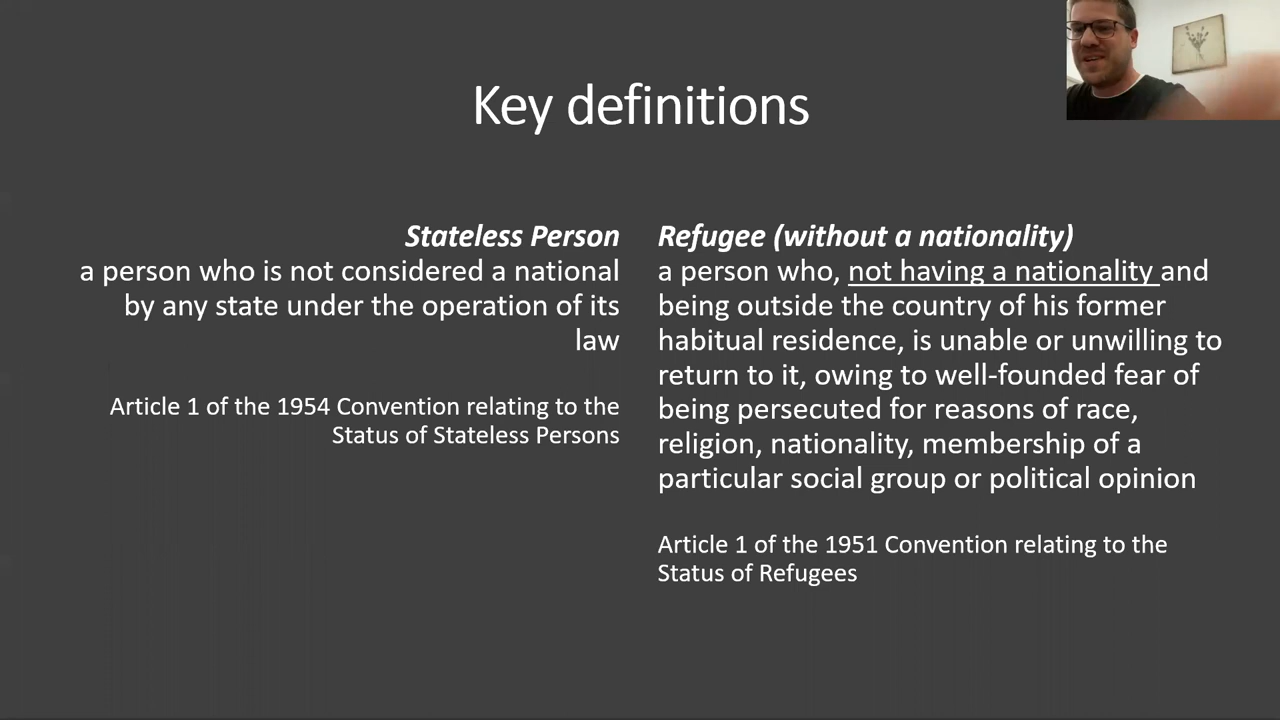 Key definitions
Stateless Person
a person who is not considered a national
by any state under the operation of its
law
Article 1 of the 1954 Convention relating to the
Status of Stateless Persons
Refugee (without a nationality)
a person who, not having a nationality and
being outside the country of his former
habitual residence, is unable or unwilling to
return to it, owing to well-founded fear of
being persecuted for reasons of race,
religion, nationality, membership of a
particular social group or political opinion
Article 1 of the 1951 Convention relating to the
Status of Refugees